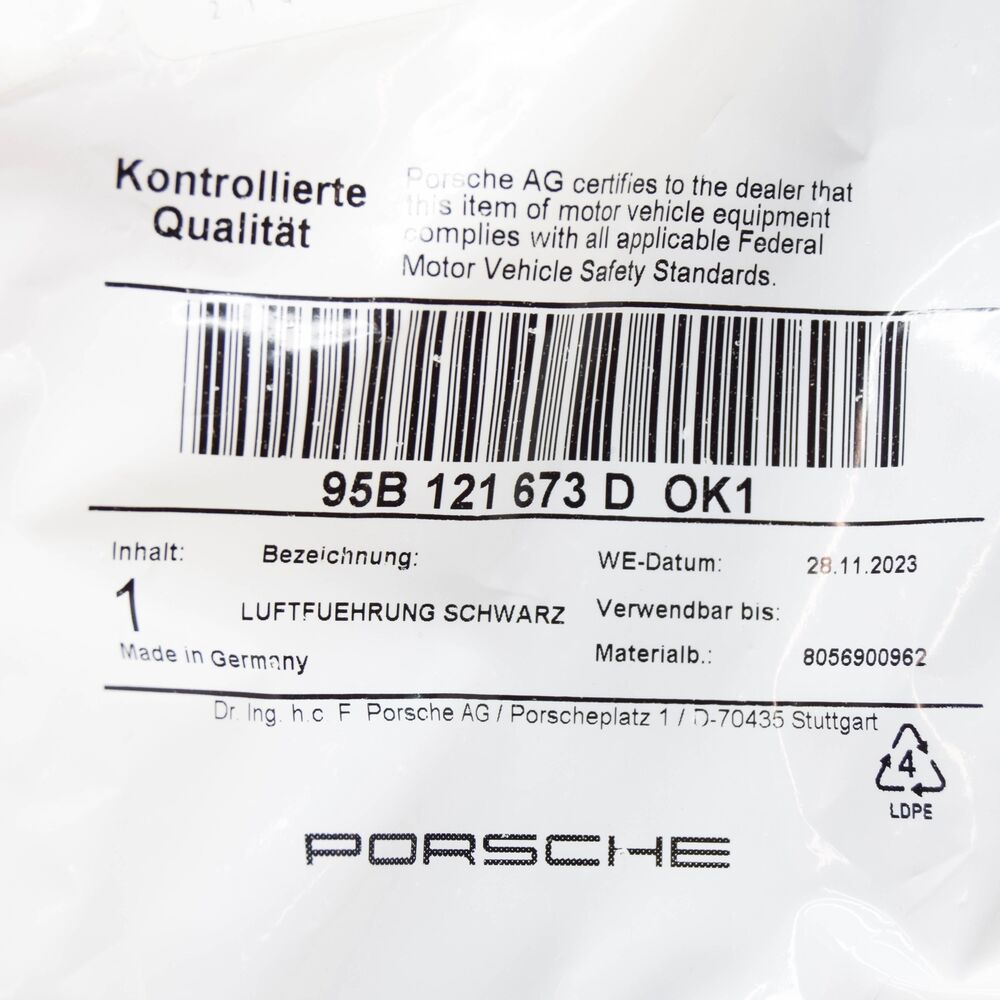 Kontrollierte
Qualität
Porsche AG certifies to the dealer that
this item of motor vehicle equipment
complies with all applicable Federal
Motor Vehicle Safety Standards.
95B 121 673 D OK1
Inhalt: Bezeichnung: WE-Datum: 28.11.2023
1 LUFTFUEHRUNG SCHWARZ Verwendbar bis:
Made in Germany Materialb.: 8056900962
Dr. Ing. h.c F Porsche AG / Porscheplatz 1 / D-70435 Stuttgart
4
LDPE
PORSCHE